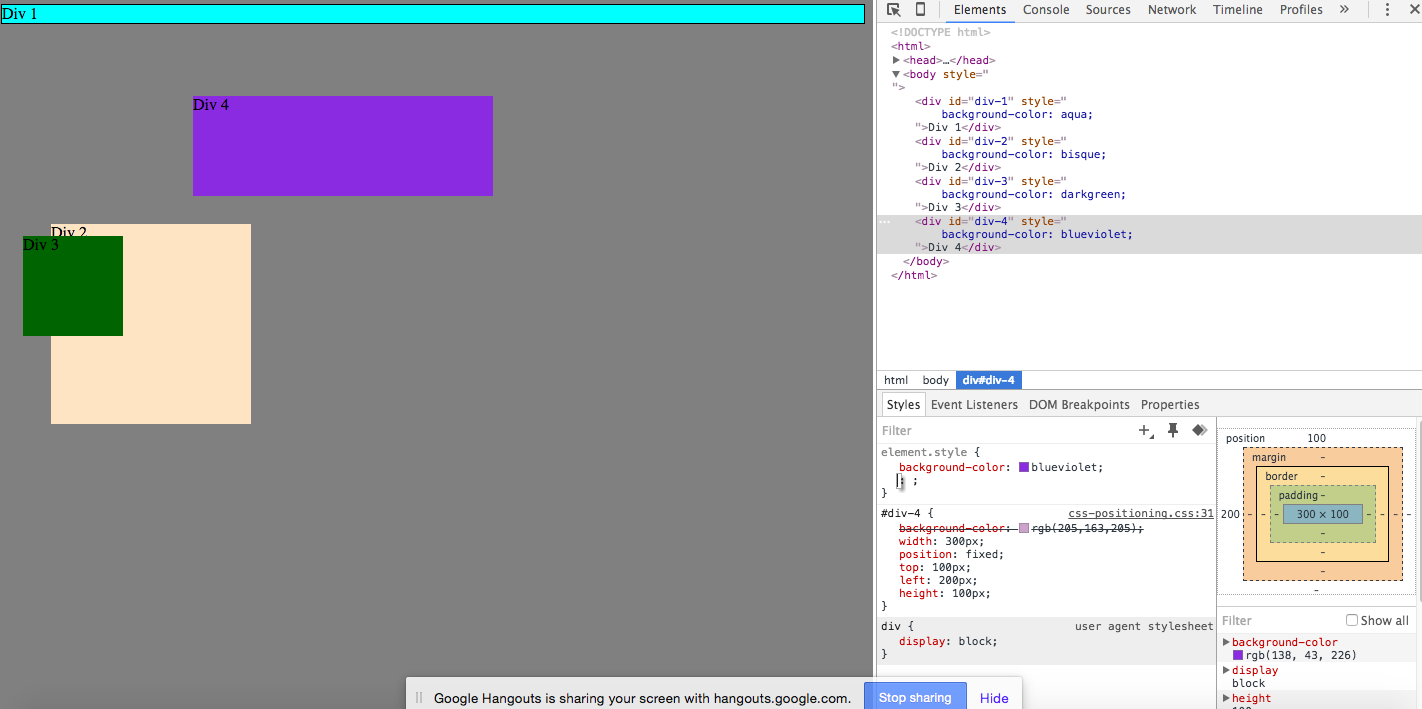 Div 1
Div 4
Div 2
Div 3
Elements Console Sources Network Timeline Profiles »
<!DOCTYPE html>
<html>
<head>…</head>
<body style="
">
<div id="div-1" style="
background-color: aqua;
">Div 1</div>
<div id="div-2" style="
background-color: bisque;
">Div 2</div>
<div id="div-3" style="
background-color: darkgreen;
">Div 3</div>
<div id="div-4" style="
background-color: blueviolet;
">Div 4</div>
</body>
</html>
html body div#div-4
Styles Event Listeners DOM Breakpoints Properties
Filter
element.style {
background-color: blueviolet;
: ;
}
#div-4 { css-positioning.css:31
background-color: rgb(205,163,205);
width: 300px;
position: fixed;
top: 100px;
left: 200px;
height: 100px;
}
div { user agent stylesheet
display: block;
}
position 100
margin -
border -
padding -
200 - - - 300 × 100 - - - -
-
-
-
-
Filter Show all
background-color
rgb(138, 43, 226)
display
block
height
Google Hangouts is sharing your screen with hangouts.google.com. Stop sharing Hide